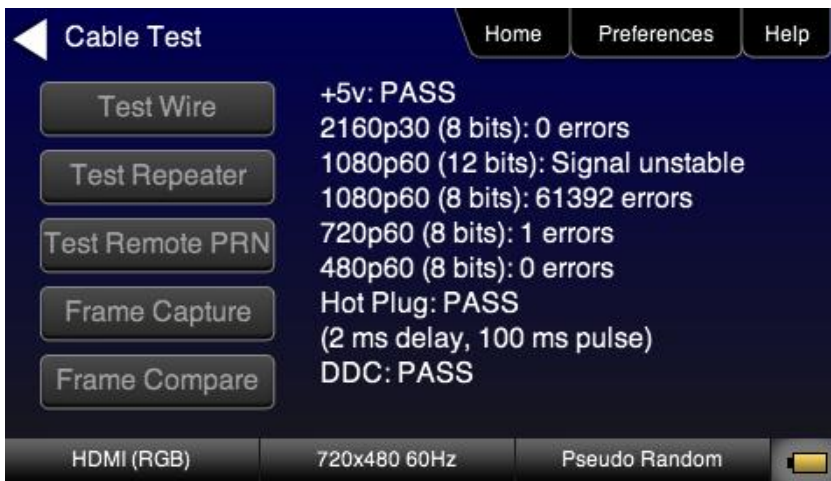 Cable Test
Home
Preferences
Help
Test Wire
Test Repeater
Test Remote PRN
Frame Capture
Frame Compare
+5v: PASS
2160p30 (8 bits): 0 errors
1080p60 (12 bits): Signal unstable
1080p60 (8 bits): 61392 errors
720p60 (8 bits): 1 errors
480p60 (8 bits): 0 errors
Hot Plug: PASS
(2 ms delay, 100 ms pulse)
DDC: PASS
HDMI (RGB)
720x480 60Hz
Pseudo Random